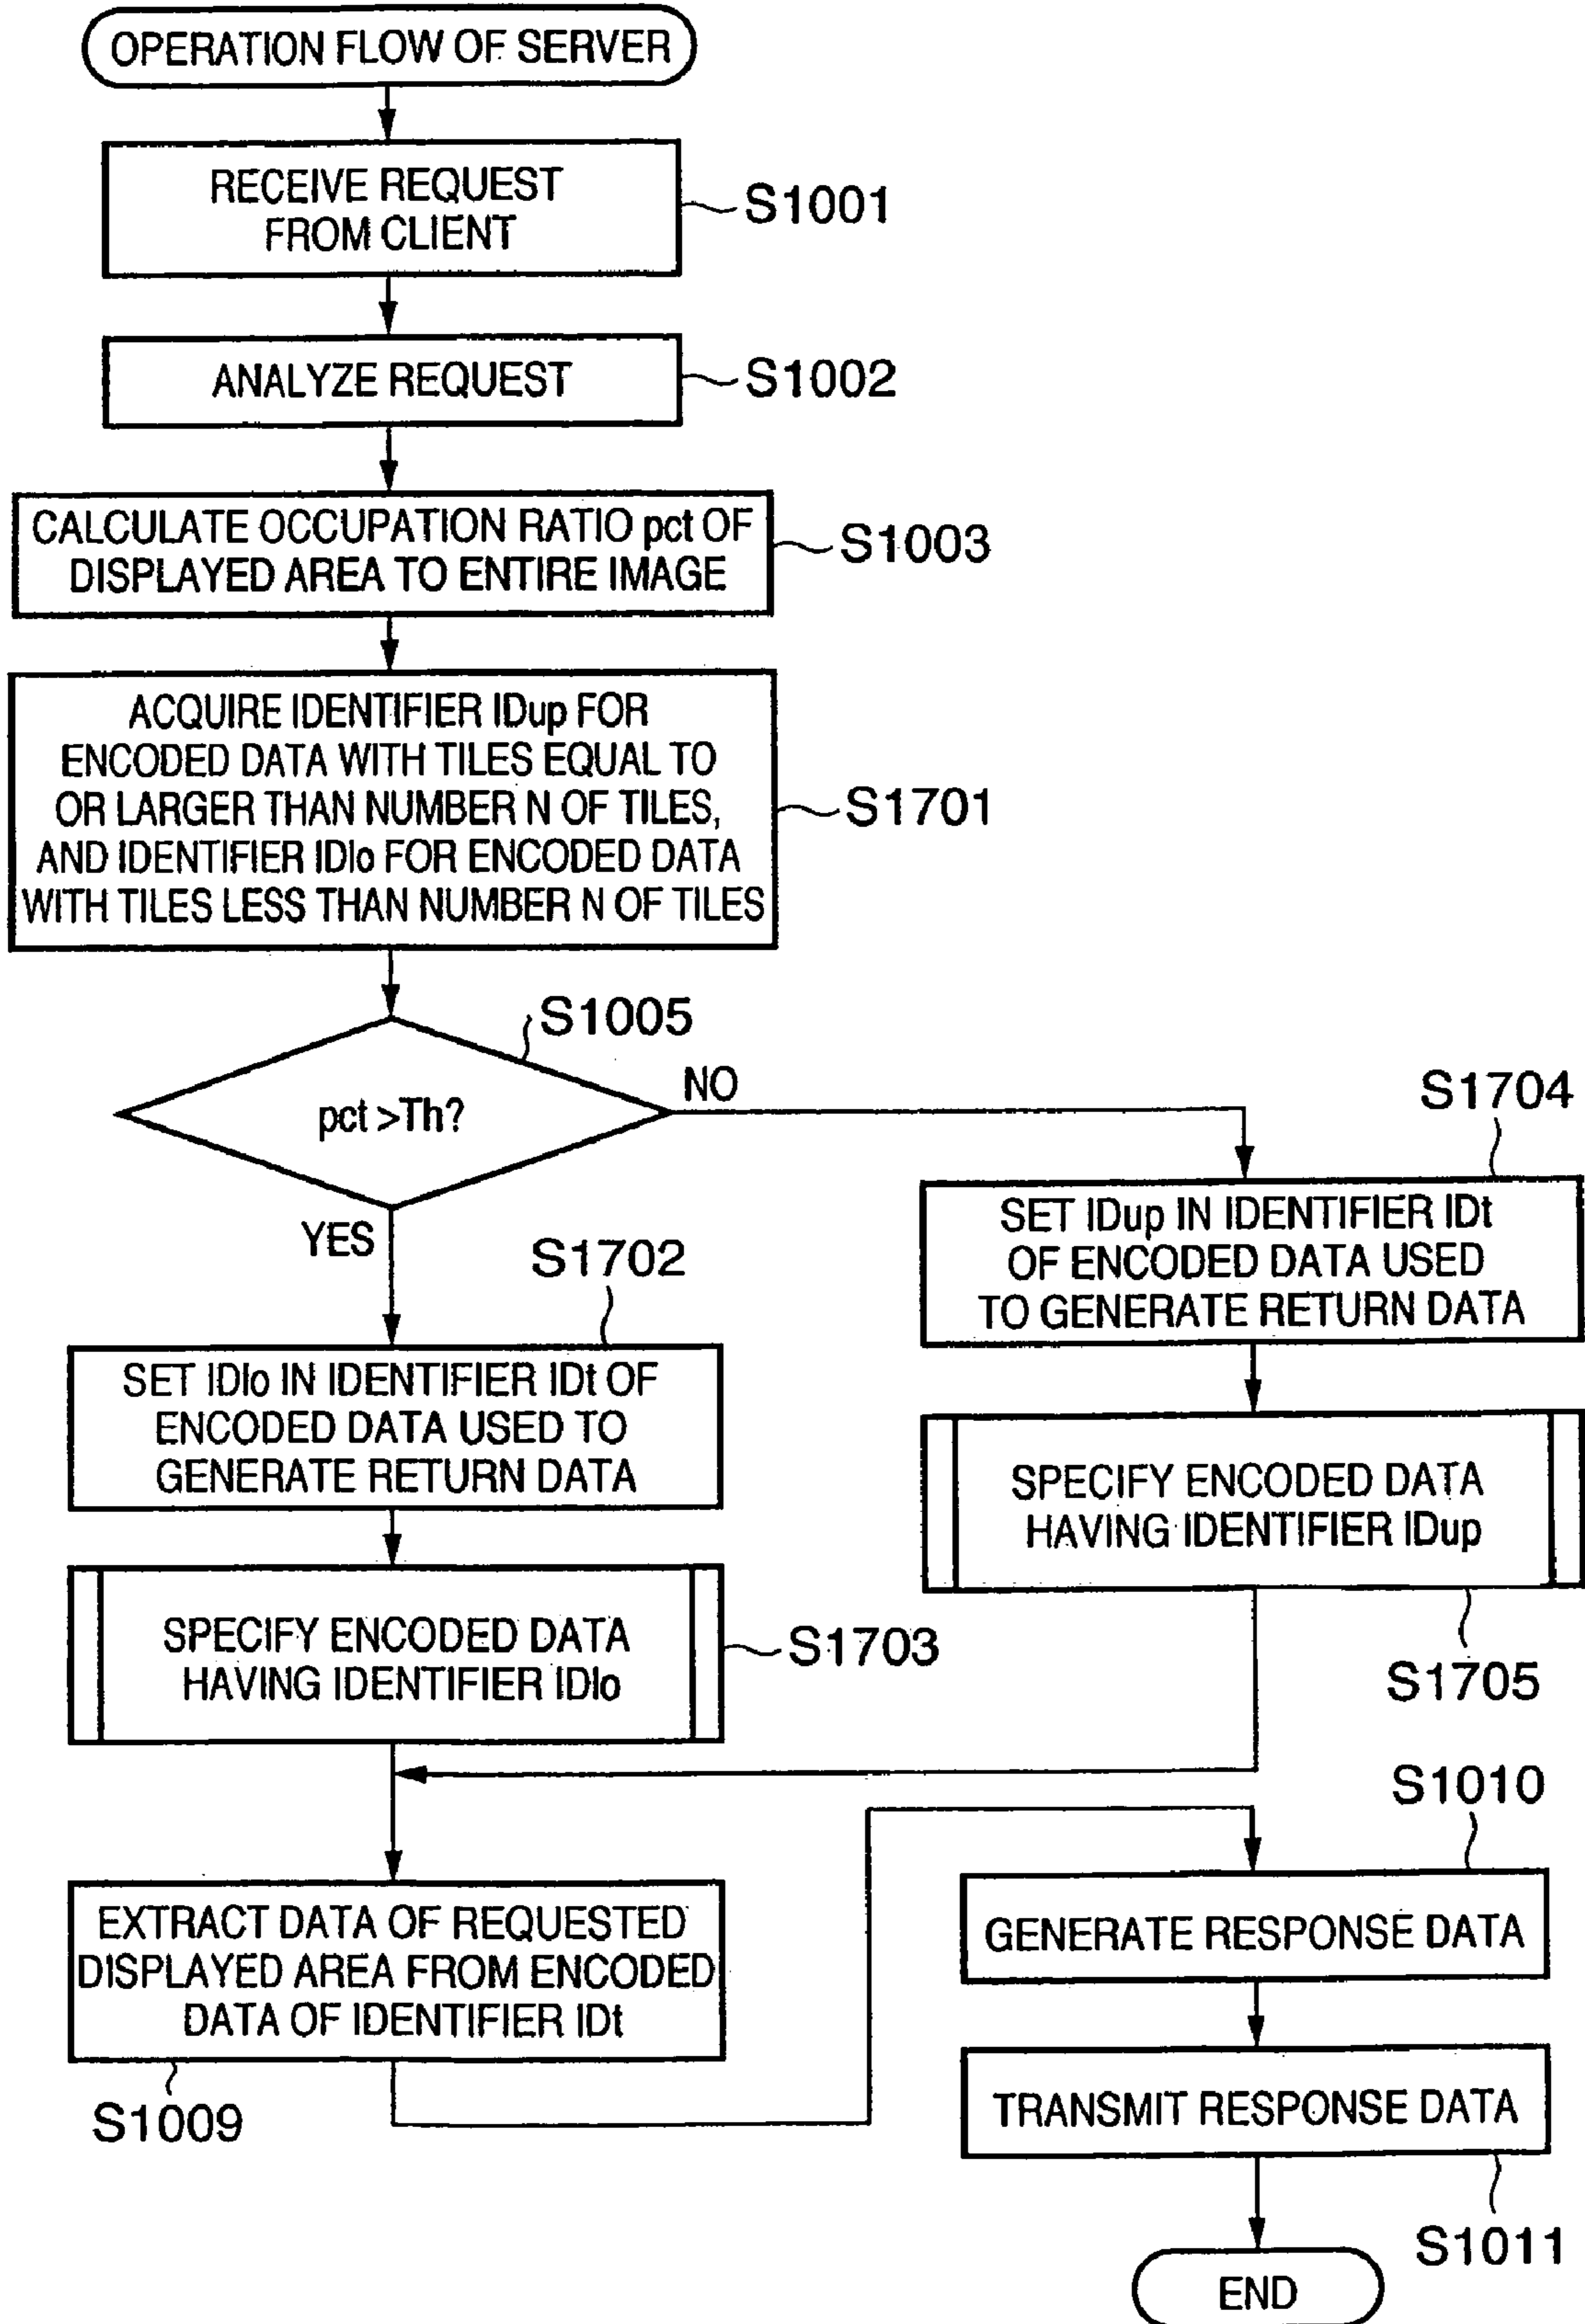 OPERATION FLOW OF SERVER
RECEIVE REQUEST
FROM CLIENT
S1001
ANALYZE REQUEST
S1002
CALCULATE OCCUPATION RATIO pct OF
DISPLAYED AREA TO ENTIRE IMAGE
S1003
ACQUIRE IDENTIFIER IDup FOR
ENCODED DATA WITH TILES EQUAL TO
OR LARGER THAN NUMBER N OF TILES,
AND IDENTIFIER IDlo FOR ENCODED DATA
WITH TILES LESS THAN NUMBER N OF TILES
S1701
S1005
pct >Th?
NO
YES
S1702
SET IDlo IN IDENTIFIER IDt OF
ENCODED DATA USED TO
GENERATE RETURN DATA
SPECIFY ENCODED DATA
HAVING IDENTIFIER IDlo
S1703
S1704
SET IDup IN IDENTIFIER IDt
OF ENCODED DATA USED
TO GENERATE RETURN DATA
SPECIFY ENCODED DATA
HAVING IDENTIFIER IDup
S1705
EXTRACT DATA OF REQUESTED
DISPLAYED AREA FROM ENCODED
DATA OF IDENTIFIER IDt
S1009
S1010
GENERATE RESPONSE DATA
TRANSMIT RESPONSE DATA
S1011
END